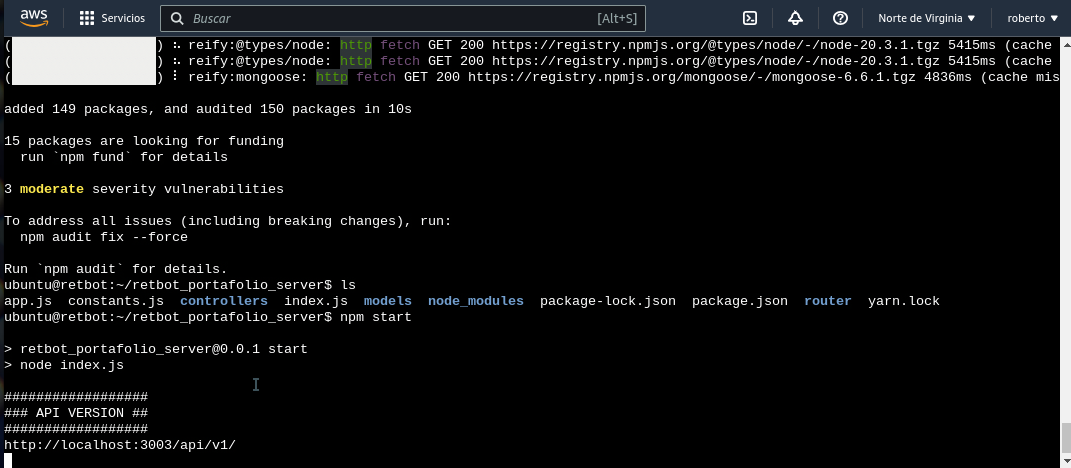 aws
Servicios
Buscar
[Alt+S]
Norte de Virginia
roberto
( ) ⠦ reify:@types/node: http fetch GET 200 https://registry.npmjs.org/@types/node/-/node-20.3.1.tgz 5415ms (cache
( ) ⠦ reify:@types/node: http fetch GET 200 https://registry.npmjs.org/@types/node/-/node-20.3.1.tgz 5415ms (cache
( ) ⠇ reify:mongoose: http fetch GET 200 https://registry.npmjs.org/mongoose/-/mongoose-6.6.1.tgz 4836ms (cache mis
added 149 packages, and audited 150 packages in 10s
15 packages are looking for funding
  run `npm fund` for details
3 moderate severity vulnerabilities
To address all issues (including breaking changes), run:
  npm audit fix --force
Run `npm audit` for details.
ubuntu@retbot:~/retbot_portafolio_server$ ls
app.js  constants.js  controllers  index.js  models  node_modules  package-lock.json  package.json  router  yarn.lock
ubuntu@retbot:~/retbot_portafolio_server$ npm start
> retbot_portafolio_server@0.0.1 start
> node index.js
##################
### API VERSION ##
##################
http://localhost:3003/api/v1/